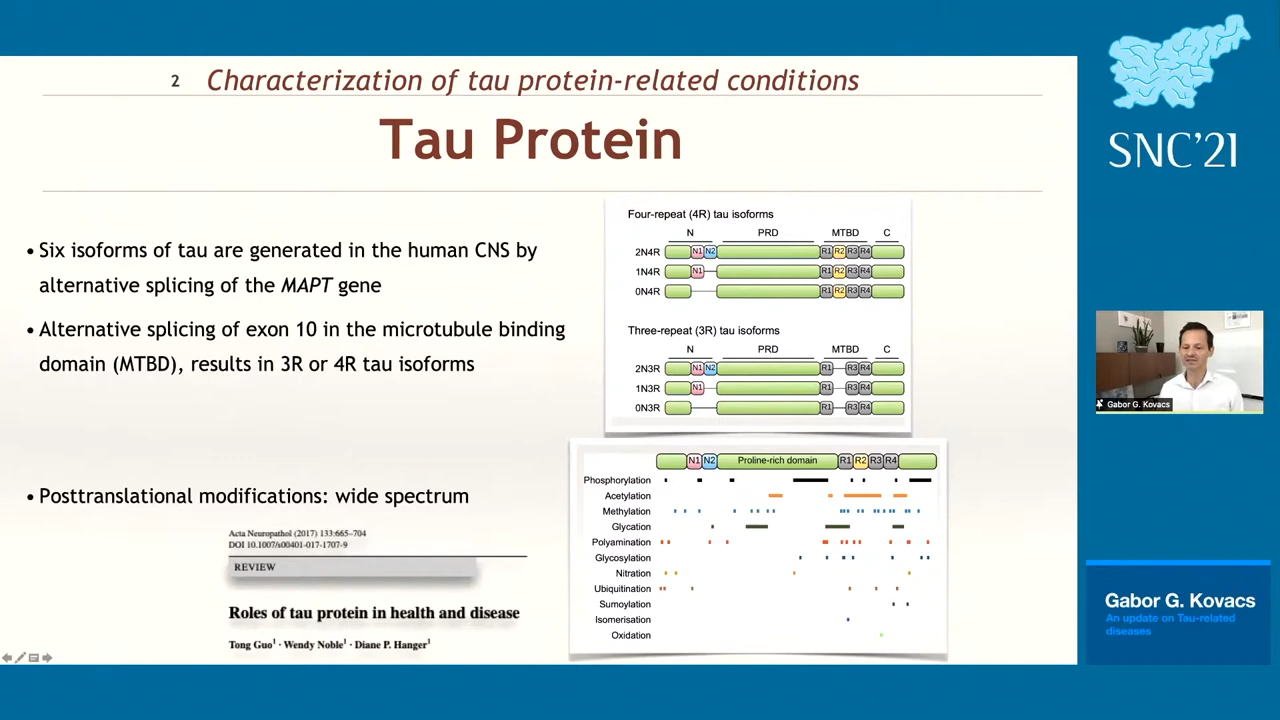 2 Characterization of tau protein-related conditions
Tau Protein
• Six isoforms of tau are generated in the human CNS by
alternative splicing of the MAPT gene
• Alternative splicing of exon 10 in the microtubule binding
domain (MTBD), results in 3R or 4R tau isoforms
• Posttranslational modifications: wide spectrum
Acta Neuropathol (2017) 133:665–704
DOI 10.1007/s00401-017-1707-9
REVIEW
Roles of tau protein in health and disease
Tong Guo¹ · Wendy Noble¹ · Diane P. Hanger¹
Four-repeat (4R) tau isoforms
N PRD MTBD C
2N4R N1 N2 R1 R2 R3 R4
1N4R N1 R1 R2 R3 R4
0N4R R1 R2 R3 R4
Three-repeat (3R) tau isoforms
N PRD MTBD C
2N3R N1 N2 R1 R3 R4
1N3R N1 R1 R3 R4
0N3R R1 R3 R4
N1 N2 Proline-rich domain R1 R2 R3 R4
Phosphorylation
Acetylation
Methylation
Glycation
Polyamination
Glycosylation
Nitration
Ubiquitination
Sumoylation
Isomerisation
Oxidation
SNC'21
Gabor G. Kovacs
Gabor G. Kovacs
An update on Tau-related
diseases